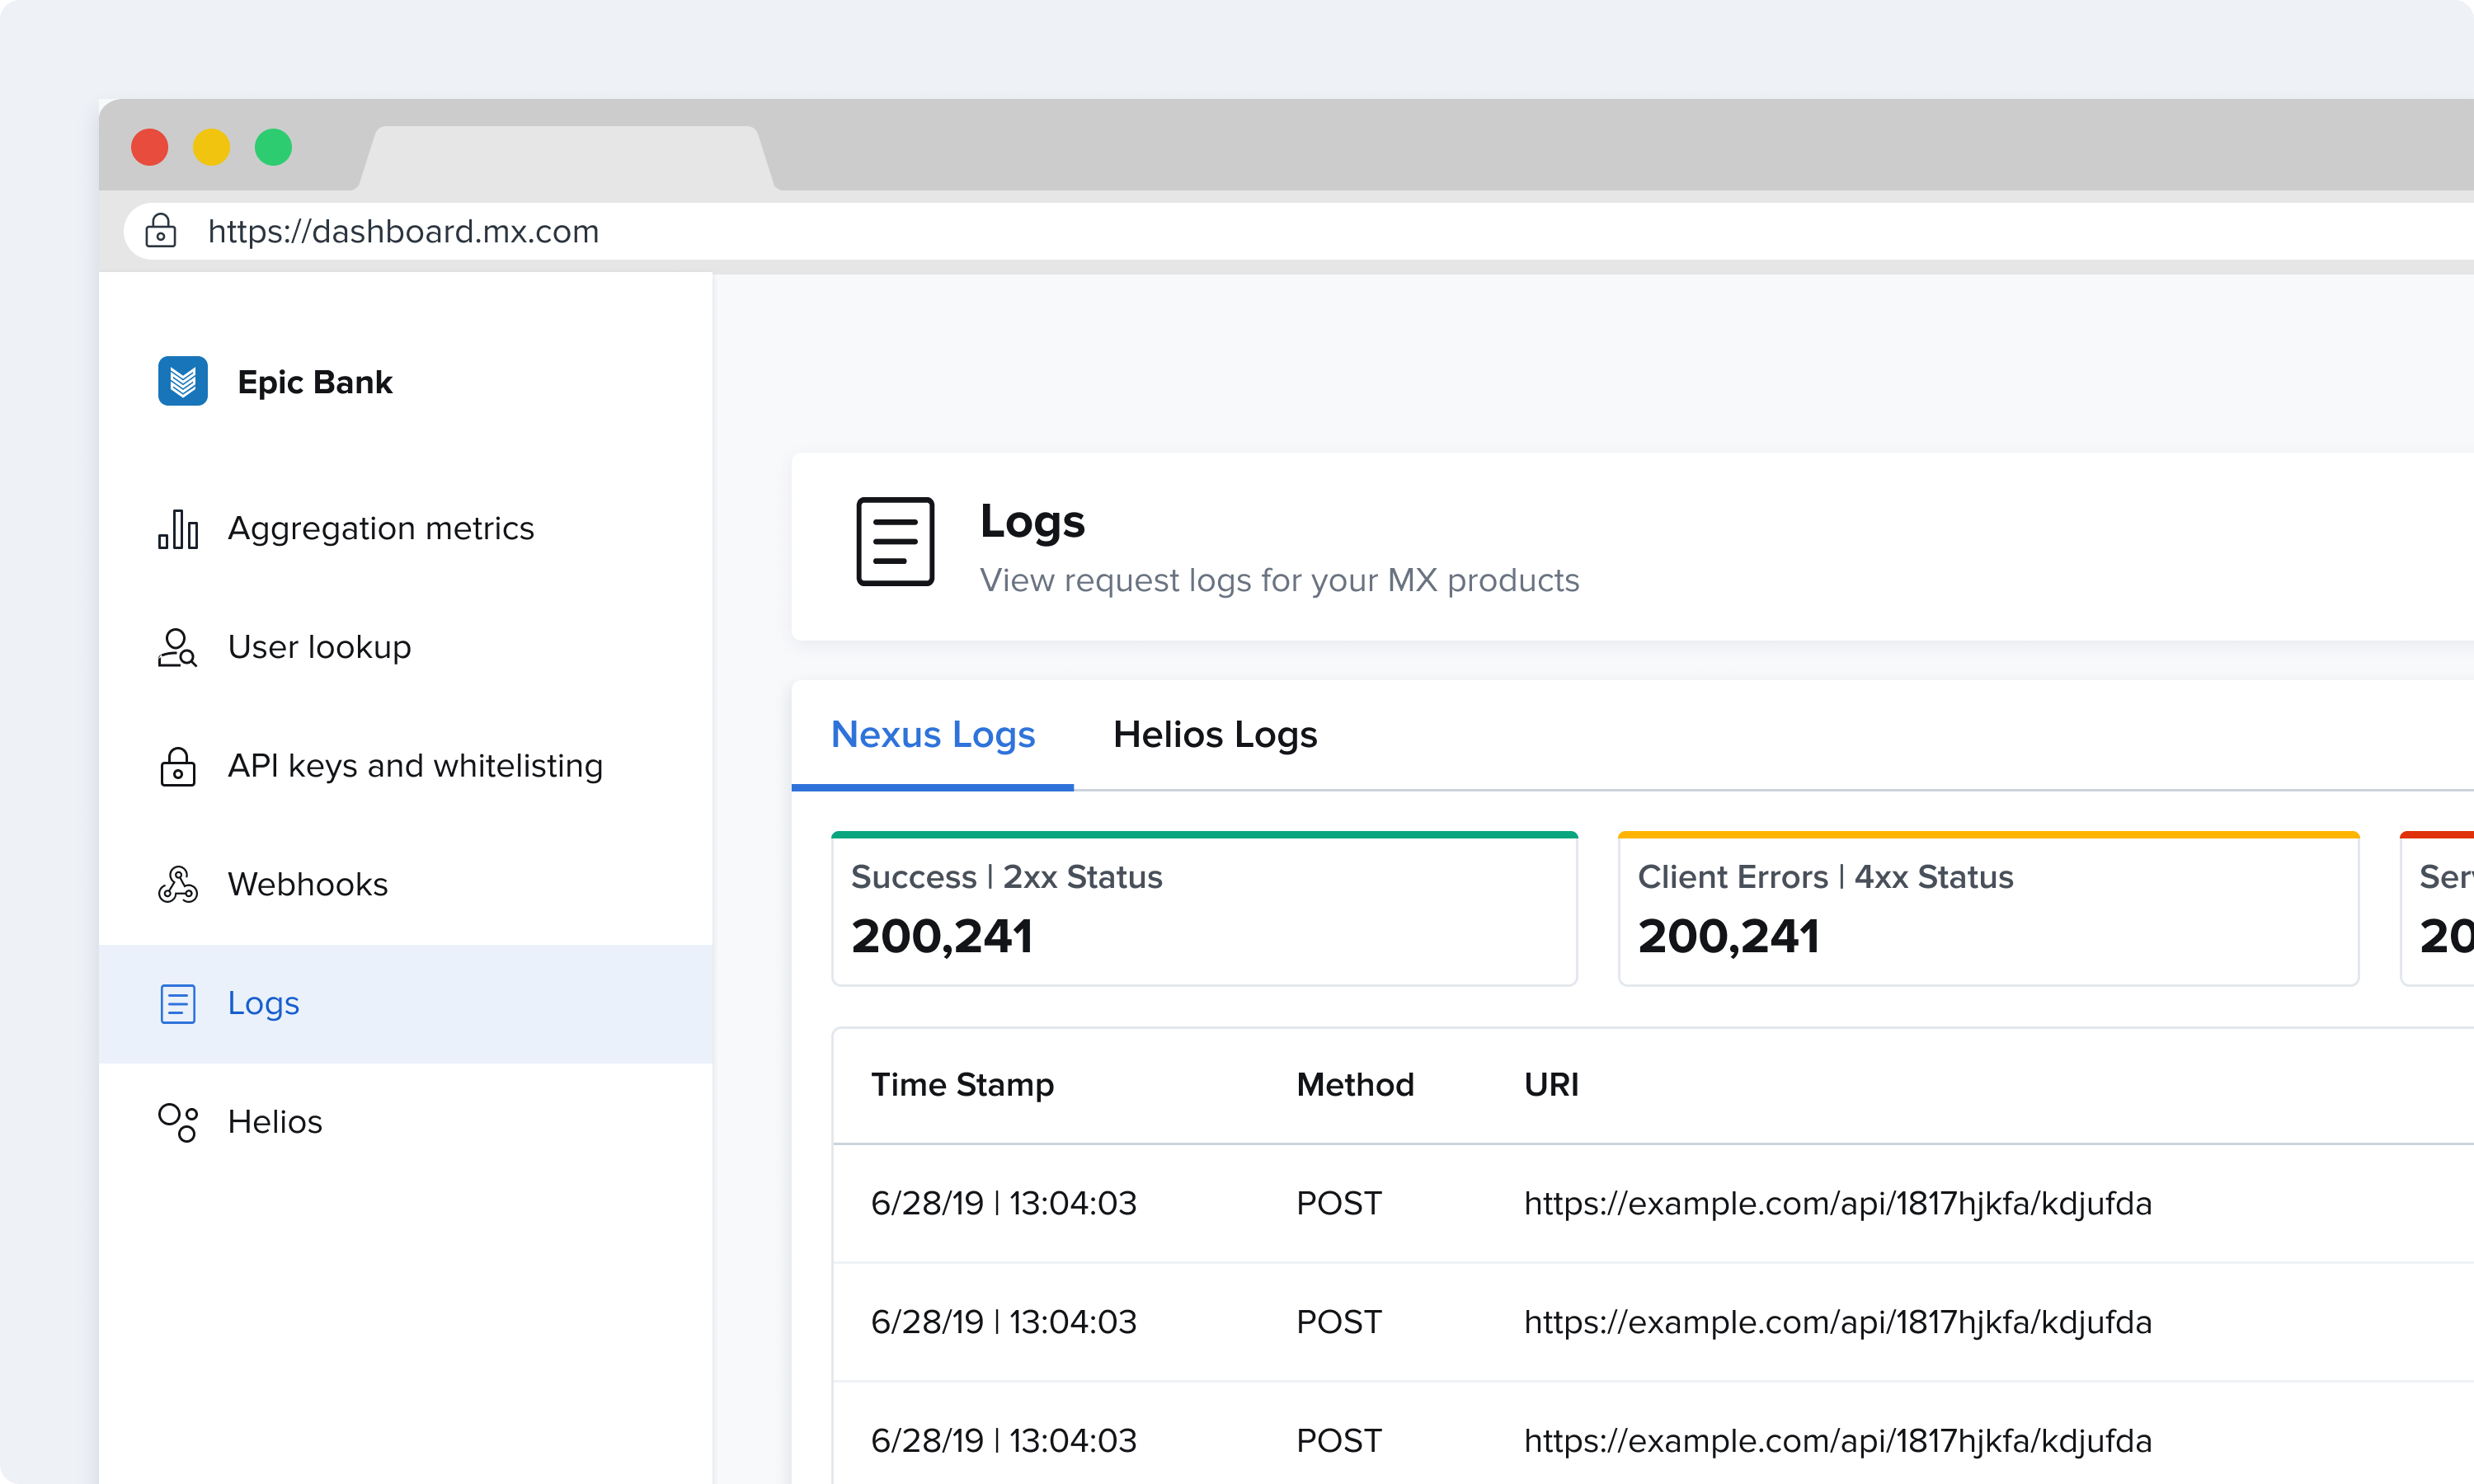 https://dashboard.mx.com
Epic Bank
Aggregation metrics
User lookup
API keys and whitelisting
Webhooks
Logs
Helios
Logs
View request logs for your MX products
Nexus Logs Helios Logs
Success | 2xx Status
200,241
Client Errors | 4xx Status
200,241
Time Stamp Method URI
6/28/19 | 13:04:03 POST https://example.com/api/1817hjkfa/kdjufda
6/28/19 | 13:04:03 POST https://example.com/api/1817hjkfa/kdjufda
6/28/19 | 13:04:03 POST https://example.com/api/1817hjkfa/kdjufda